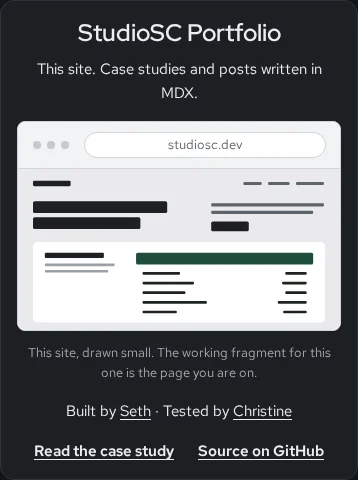 StudioSC Portfolio
This site. Case studies and posts written in
MDX.
studiosc.dev
This site, drawn small. The working fragment for this
one is the page you are on.
Built by Seth · Tested by Christine
Read the case study Source on GitHub